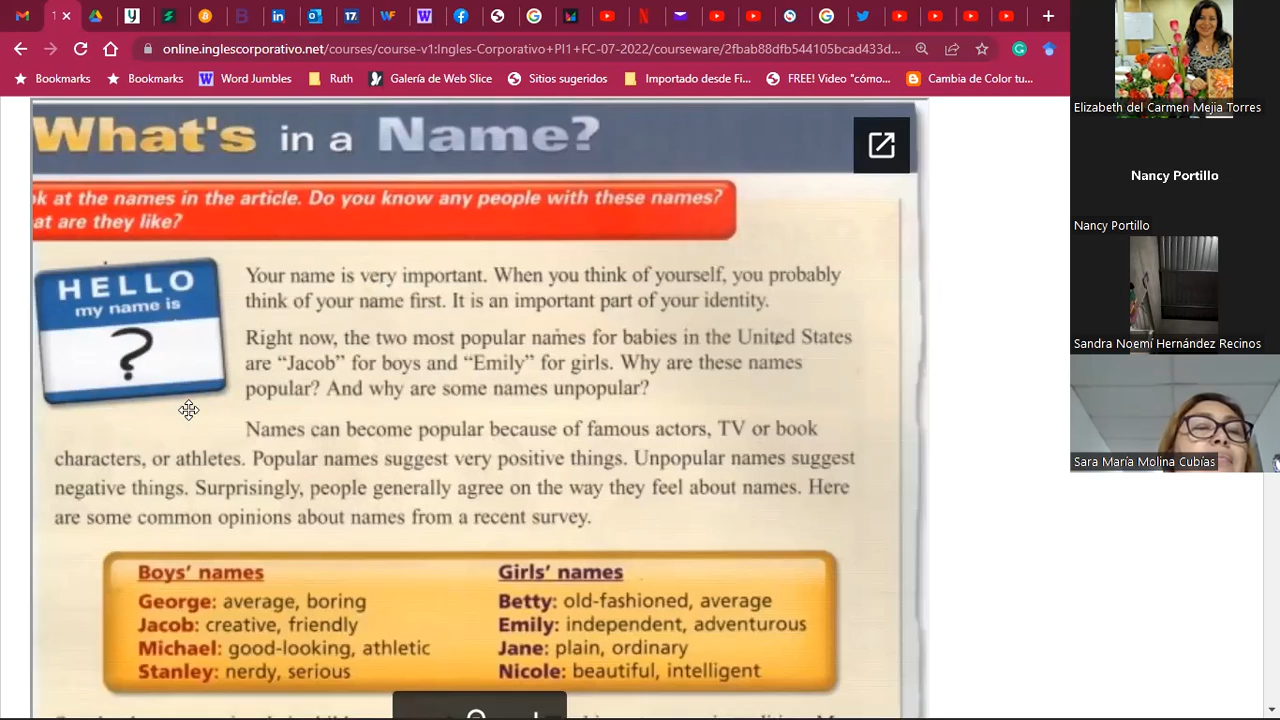 1
17
online.inglescorporativo.net/courses/course-v1:Ingles-Corporativo+PI1+FC-07-2022/courseware/2fbab88dfb544105bcad433d...
Bookmarks Bookmarks Word Jumbles Ruth Galería de Web Slice Sitios sugeridos Importado desde Fi... FREE! Video "cómo... Cambia de Color tu...
What's in a Name?
ok at the names in the article. Do you know any people with these names?
at are they like?
HELLO
my name is
?
Your name is very important. When you think of yourself, you probably
think of your name first. It is an important part of your identity.
Right now, the two most popular names for babies in the United States
are “Jacob” for boys and “Emily” for girls. Why are these names
popular? And why are some names unpopular?
Names can become popular because of famous actors, TV or book
characters, or athletes. Popular names suggest very positive things. Unpopular names suggest
negative things. Surprisingly, people generally agree on the way they feel about names. Here
are some common opinions about names from a recent survey.
Boys' names
George: average, boring
Jacob: creative, friendly
Michael: good-looking, athletic
Stanley: nerdy, serious
Girls' names
Betty: old-fashioned, average
Emily: independent, adventurous
Jane: plain, ordinary
Nicole: beautiful, intelligent
Elizabeth del Carmen Mejia Torres
Nancy Portillo
Nancy Portillo
Sandra Noemí Hernández Recinos
Sara María Molina Cubías